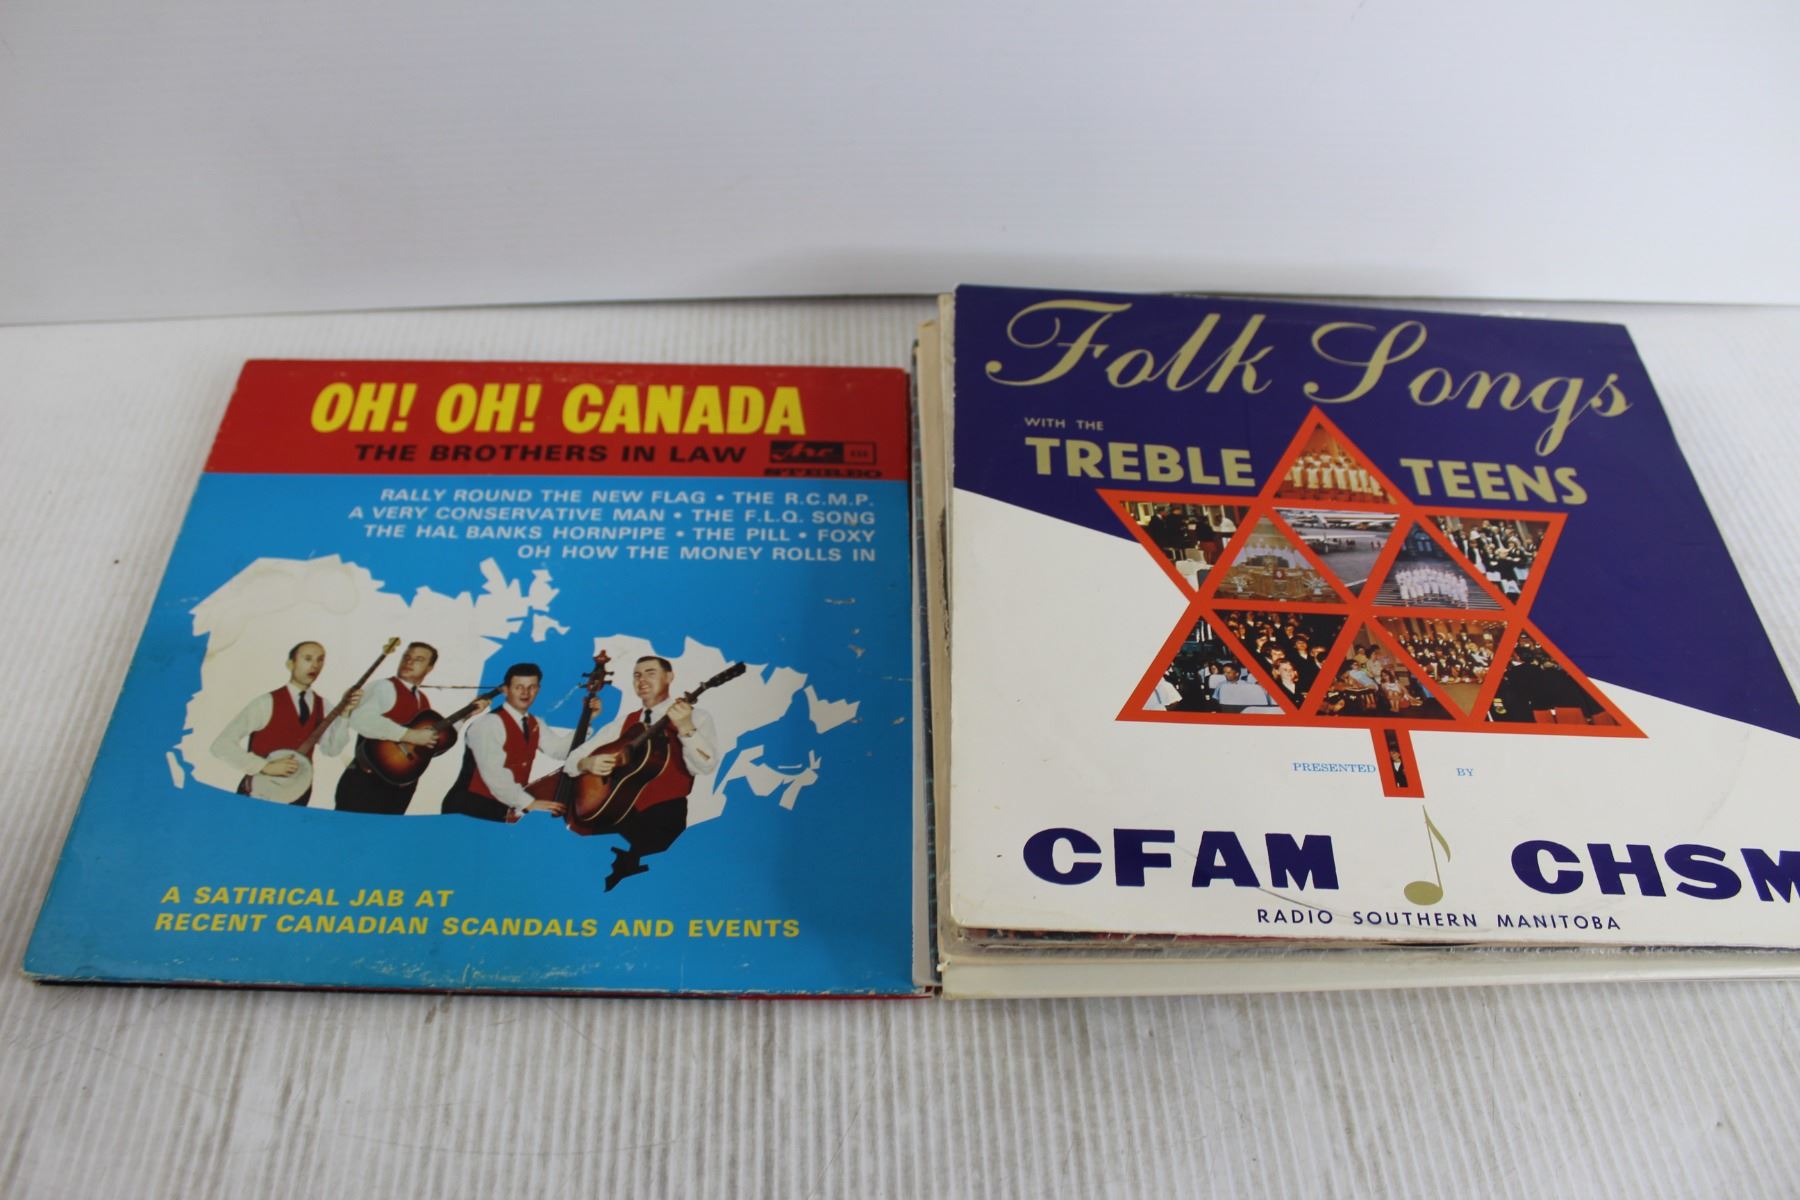 OH! OH! CANADA
THE BROTHERS IN LAW
Arc
STEREO
RALLY ROUND THE NEW FLAG • THE R.C.M.P.
A VERY CONSERVATIVE MAN • THE F.L.Q. SONG
THE HAL BANKS HORNPIPE • THE PILL • FOXY
OH HOW THE MONEY ROLLS IN
A SATIRICAL JAB AT
RECENT CANADIAN SCANDALS AND EVENTS
Folk Songs
WITH THE
TREBLE TEENS
PRESENTED BY
CFAM CHSM
RADIO SOUTHERN MANITOBA